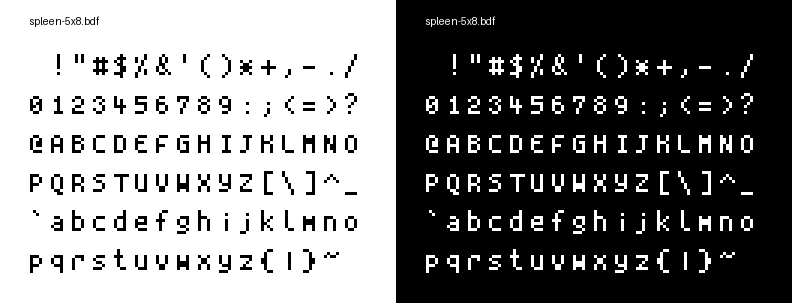 spleen-5x8.bdf
!"#$%&'()*+,-./
0123456789:;<=>?
@ABCDEFGHIJKLMNO
PQRSTUVWXYZ[\]^_
`abcdefghijklmno
pqrstuvwxyz{|}~
spleen-5x8.bdf
!"#$%&'()*+,-./
0123456789:;<=>?
@ABCDEFGHIJKLMNO
PQRSTUVWXYZ[\]^_
`abcdefghijklmno
pqrstuvwxyz{|}~